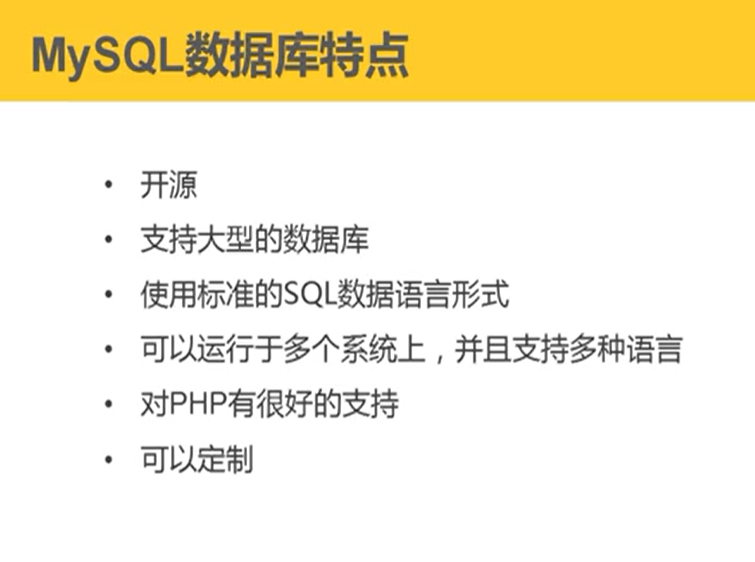 MySQL数据库特点
• 开源
• 支持大型的数据库
• 使用标准的SQL数据语言形式
• 可以运行于多个系统上，并且支持多种语言
• 对PHP有很好的支持
• 可以定制